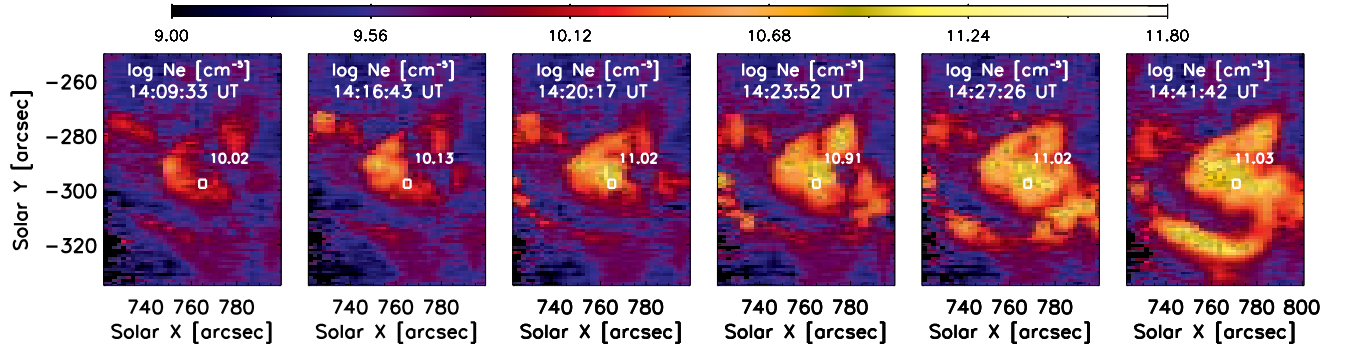 9.00 9.56 10.12 10.68 11.24 11.80
log Ne [cm⁻³] log Ne [cm⁻³] log Ne [cm⁻³] log Ne [cm⁻³] log Ne [cm⁻³] log Ne [cm⁻³]
14:09:33 UT 14:16:43 UT 14:20:17 UT 14:23:52 UT 14:27:26 UT 14:41:42 UT
10.02 10.13 11.02 10.91 11.02 11.03
Solar Y [arcsec]
−260
−280
−300
−320
740 760 780 740 760 780 740 760 780 740 760 780 740 760 780 740 760 780 800
Solar X [arcsec] Solar X [arcsec] Solar X [arcsec] Solar X [arcsec] Solar X [arcsec] Solar X [arcsec]